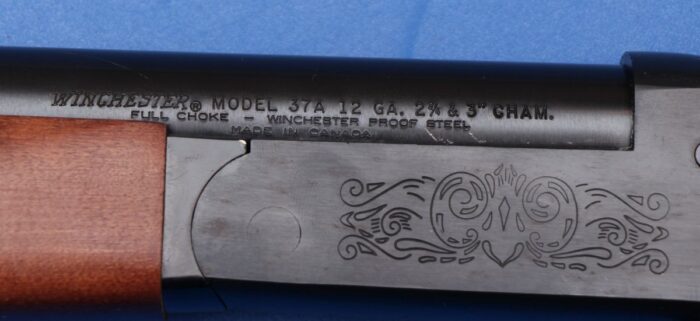 WINCHESTER® MODEL 37A 12 GA. 2¾ & 3" CHAM.
FULL CHOKE – WINCHESTER PROOF STEEL
MADE IN CANADA